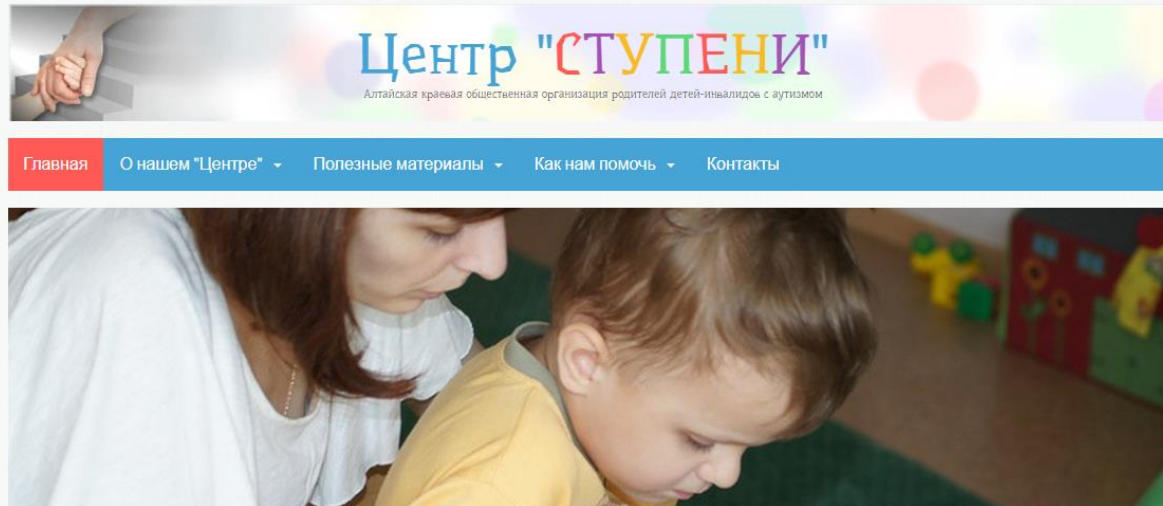 Центр "СТУПЕНИ"
Алтайская краевая общественная организация родителей детей-инвалидов с аутизмом
Главная О нашем "Центре" Полезные материалы Как нам помочь Контакты